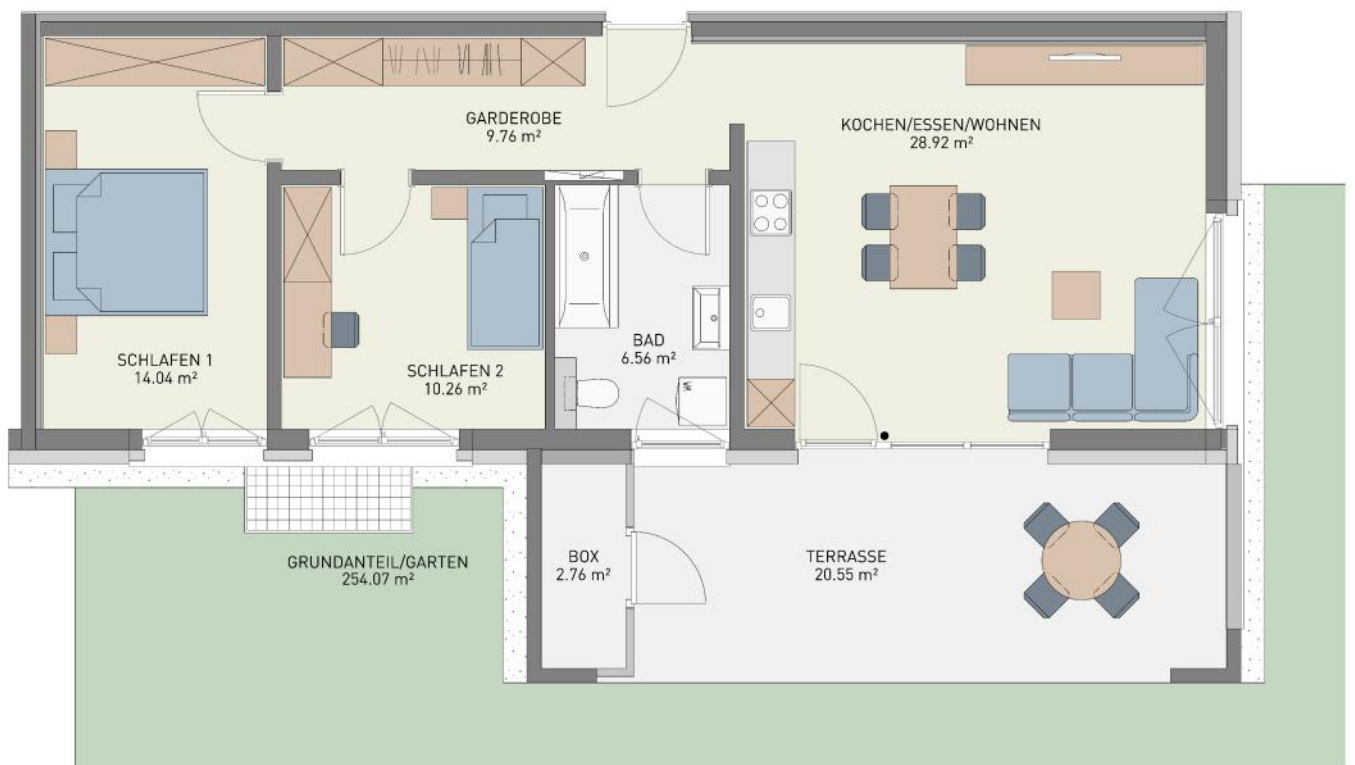 GARDEROBE
9.76 m²
KOCHEN/ESSEN/WOHNEN
28.92 m²
SCHLAFEN 1
14.04 m²
SCHLAFEN 2
10.26 m²
BAD
6.56 m²
WM
GRUNDANTEIL/GARTEN
254.07 m²
BOX
2.76 m²
TERRASSE
20.55 m²